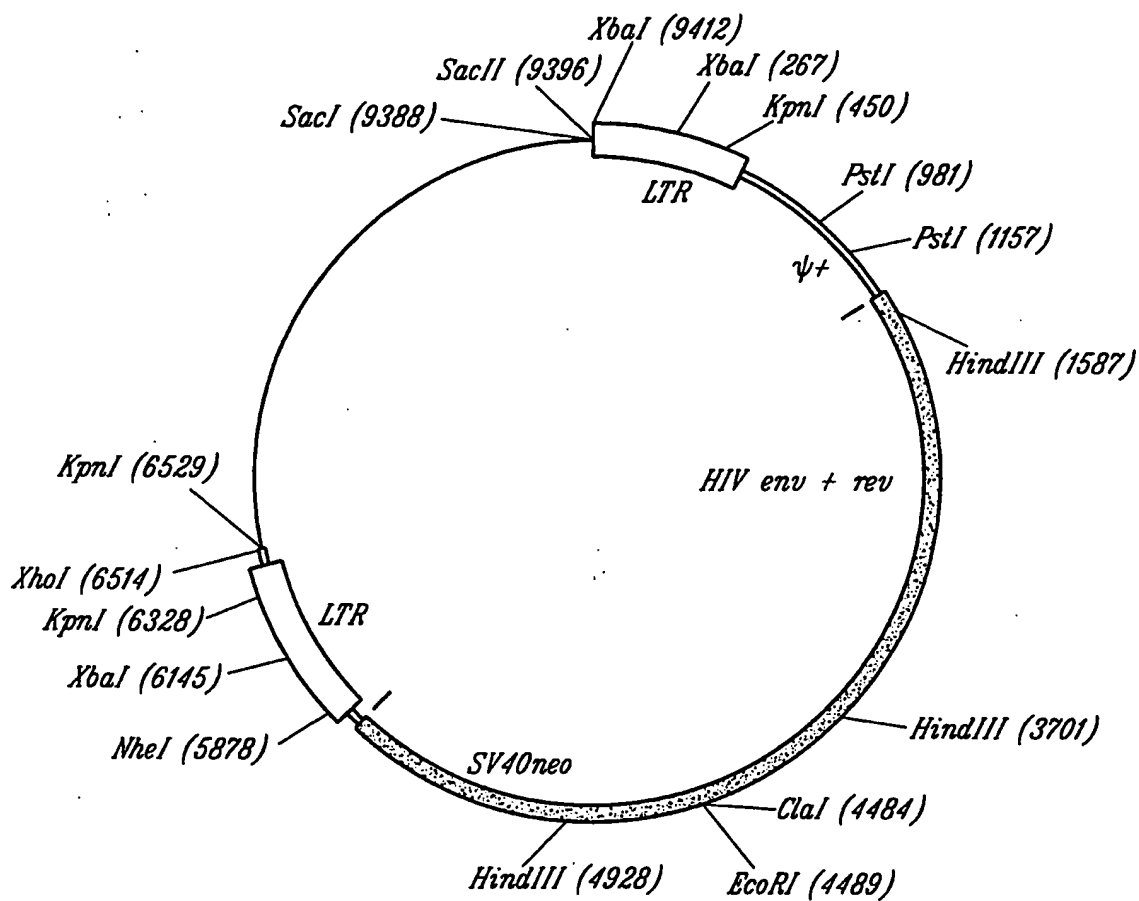 XbaI (9412)
SacII (9396)
XbaI (267)
SacI (9388)
KpnI (450)
LTR
PstI (981)
PstI (1157)
ψ+
HindIII (1587)
KpnI (6529)
HIV env + rev
XhoI (6514)
KpnI (6328)
LTR
XbaI (6145)
NheI (5878)
HindIII (3701)
SV40neo
ClaI (4484)
HindIII (4928)
EcoRI (4489)